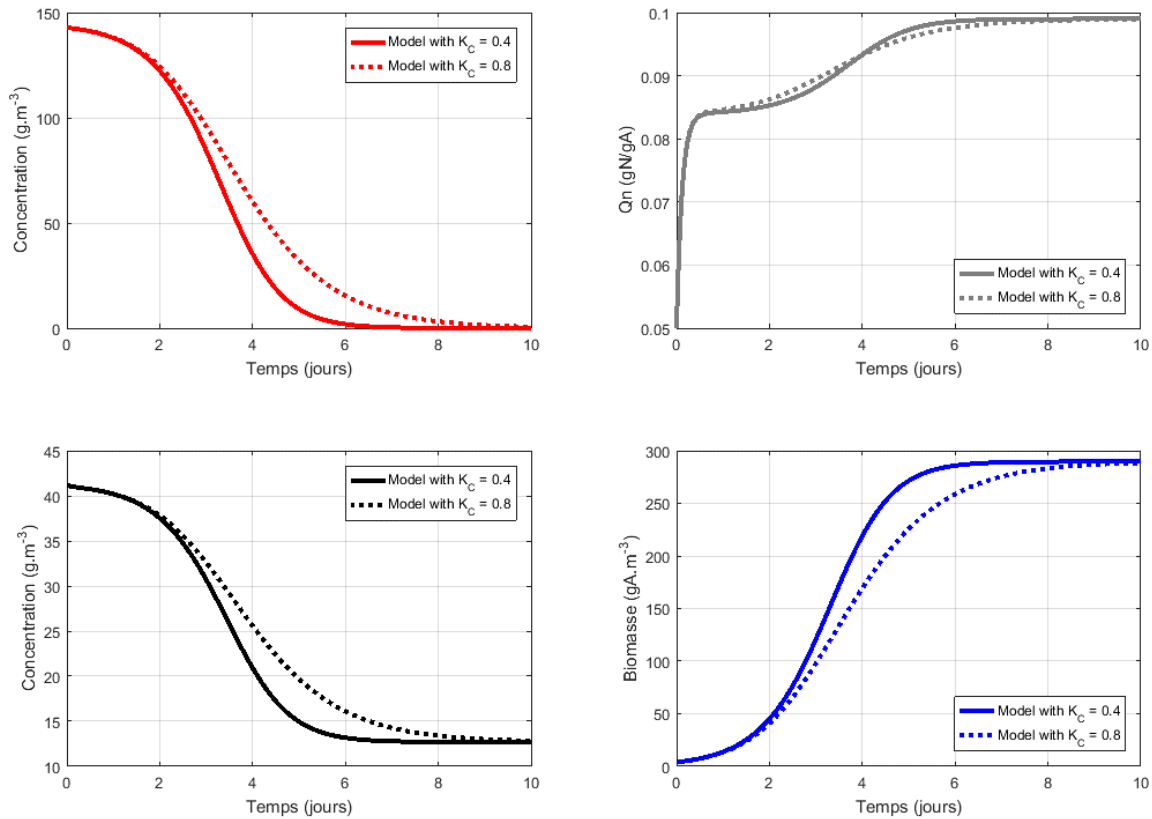 150
100
50
0
Concentration (g.m⁻³)
Model with K_C = 0.4
Model with K_C = 0.8
0 2 4 6 8 10
Temps (jours)
0.1
0.09
0.08
0.07
0.06
0.05
Qn (gN/gA)
Model with K_C = 0.4
Model with K_C = 0.8
0 2 4 6 8 10
Temps (jours)
45
40
35
30
25
20
15
10
Concentration (g.m⁻³)
Model with K_C = 0.4
Model with K_C = 0.8
0 2 4 6 8 10
Temps (jours)
300
250
200
150
100
50
0
Biomasse (gA.m⁻³)
Model with K_C = 0.4
Model with K_C = 0.8
0 2 4 6 8 10
Temps (jours)